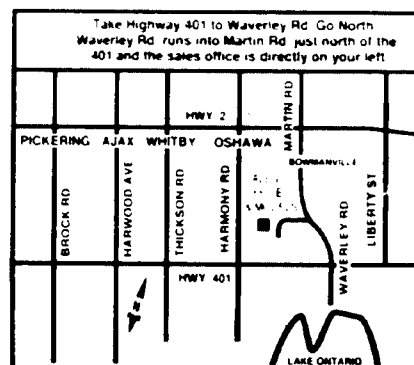 Take Highway 401 to Waverley Rd. Go North
Waverley Rd. runs into Martin Rd. just north of the
401 and the sales office is directly on your left
HWY 2
MARTIN RD
PICKERING AJAX WHITBY OSHAWA
BOWMANVILLE
BROCK RD
HARWOOD AVE
THICKSON RD
HARMONY RD
WAVERLEY RD
LIBERTY ST
HWY 401
N
LAKE ONTARIO